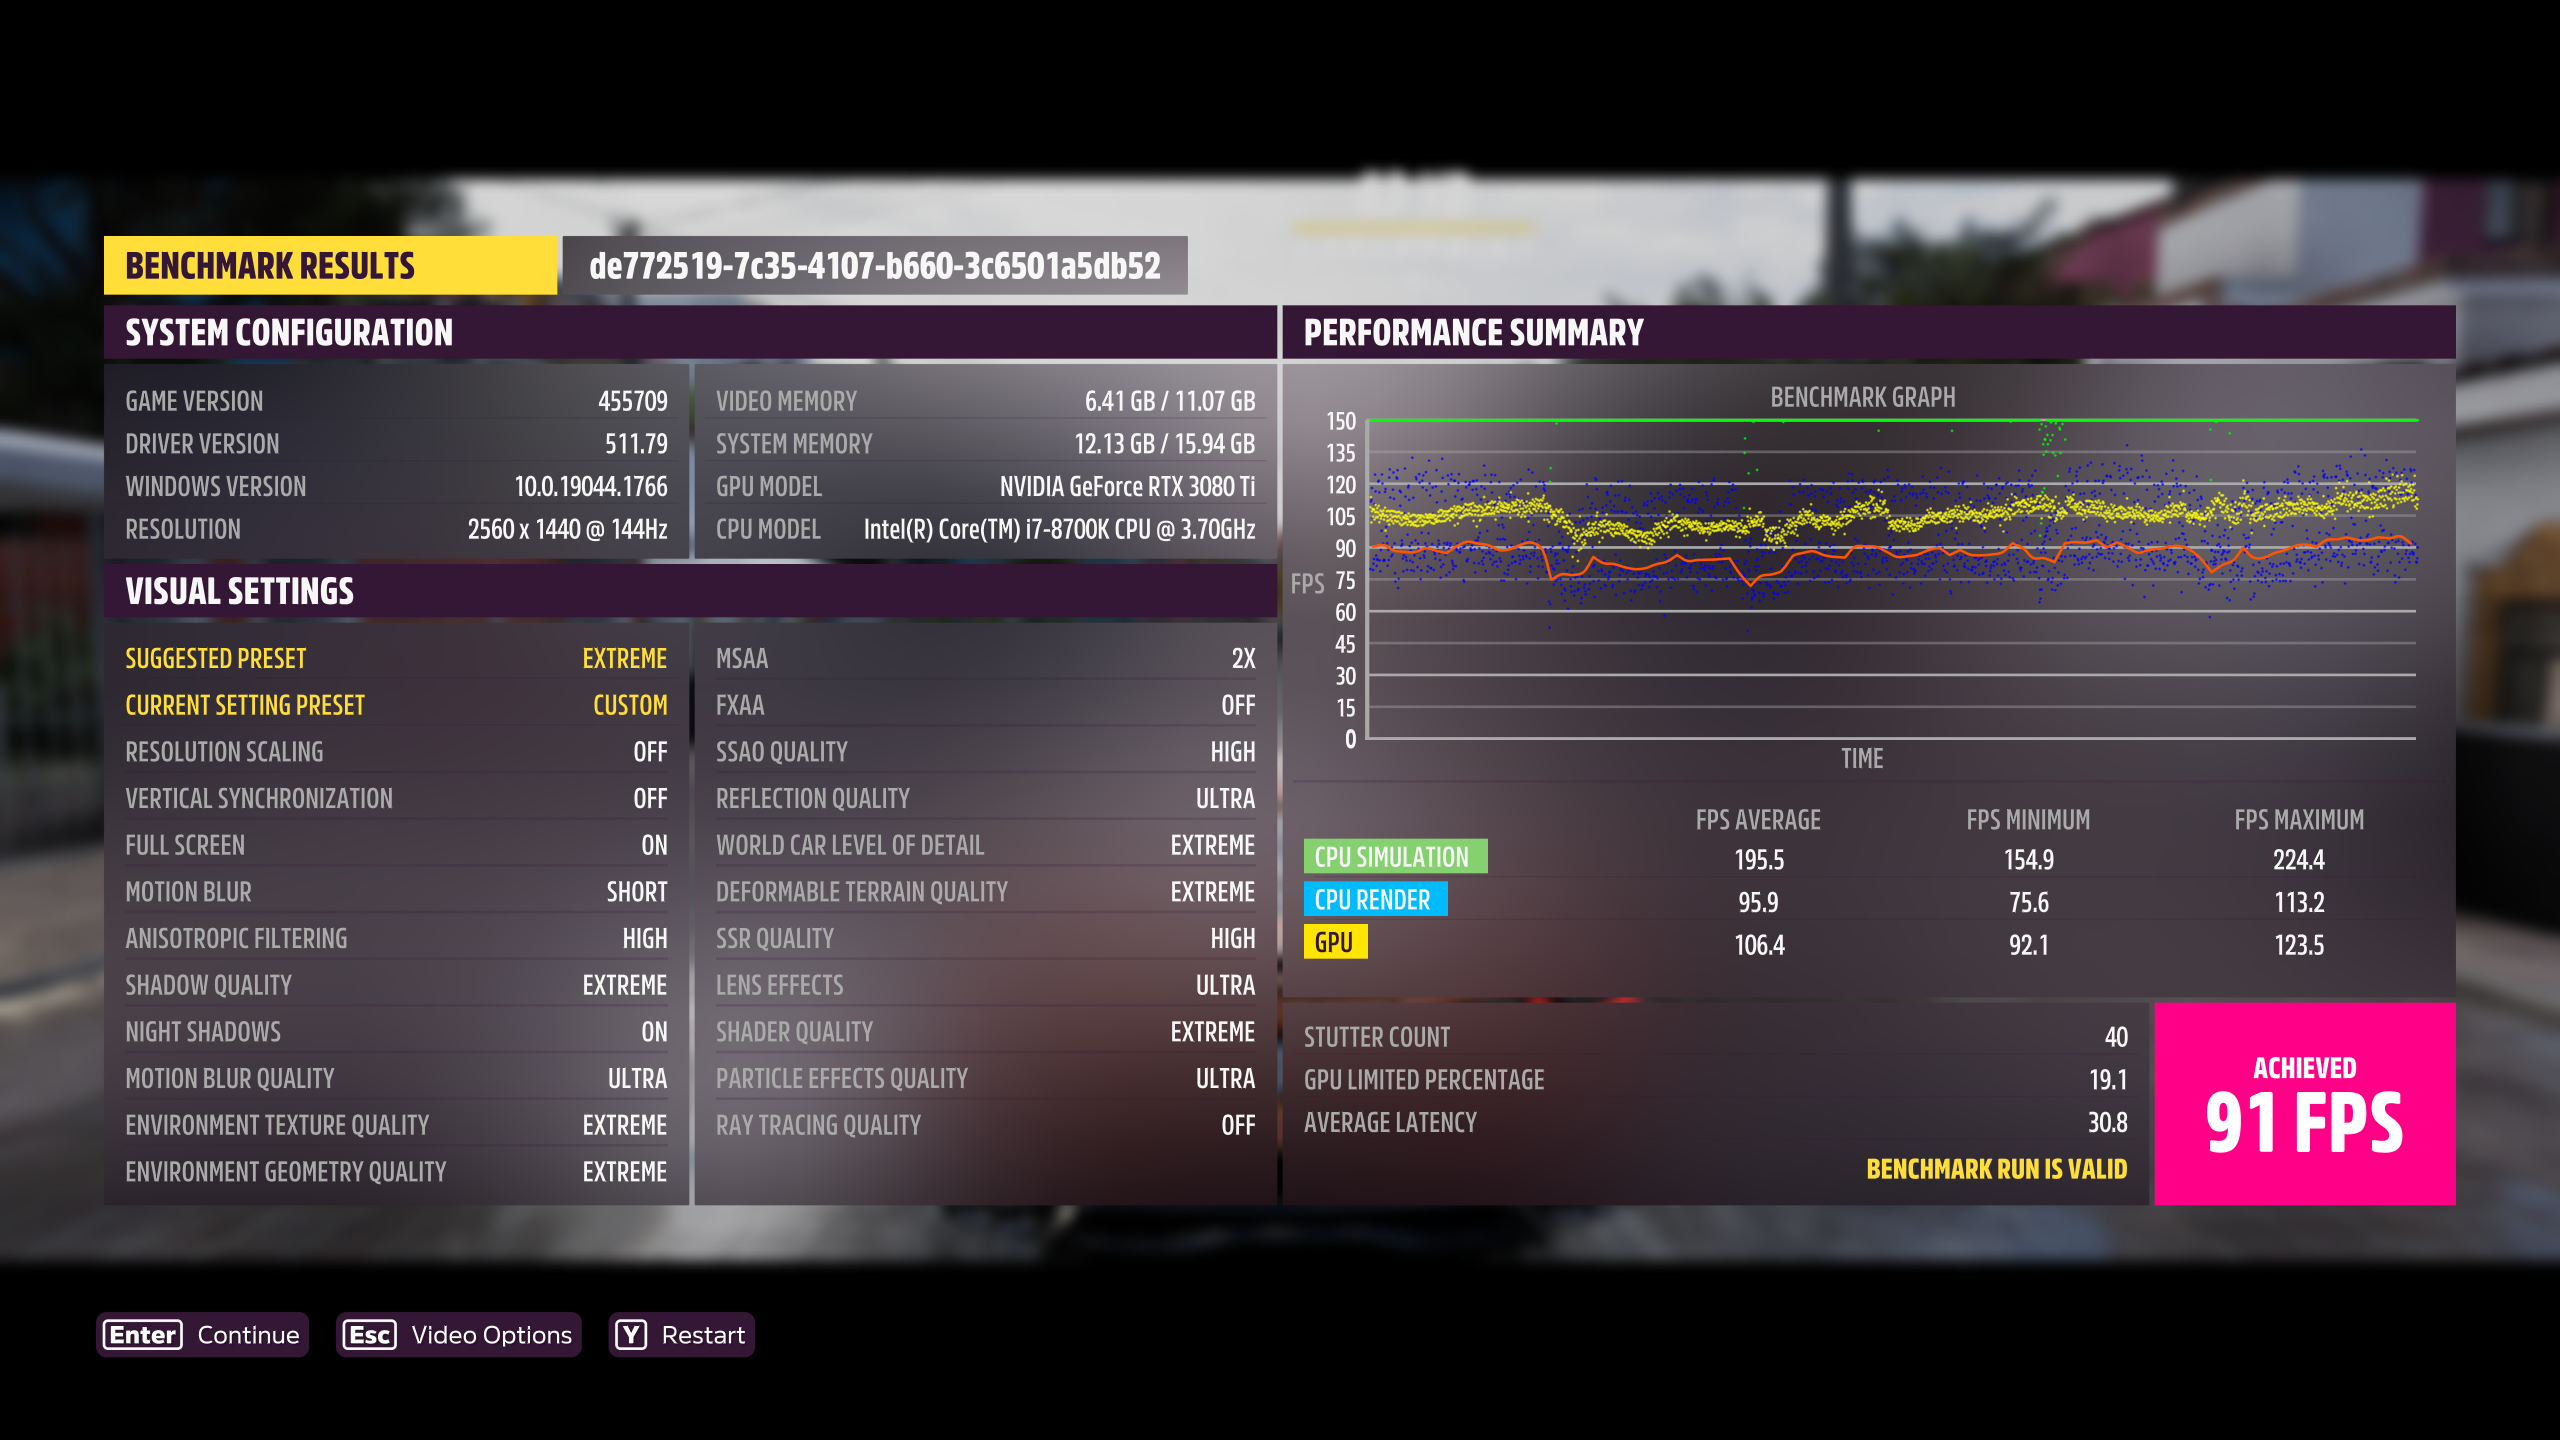 BENCHMARK RESULTS
de772519-7c35-4107-b660-3c6501a5db52
SYSTEM CONFIGURATION
GAME VERSION 455709
DRIVER VERSION 511.79
WINDOWS VERSION 10.0.19044.1766
RESOLUTION 2560 x 1440 @ 144Hz
VIDEO MEMORY 6.41 GB / 11.07 GB
SYSTEM MEMORY 12.13 GB / 15.94 GB
GPU MODEL NVIDIA GeForce RTX 3080 Ti
CPU MODEL Intel(R) Core(TM) i7-8700K CPU @ 3.70GHz
VISUAL SETTINGS
SUGGESTED PRESET EXTREME
CURRENT SETTING PRESET CUSTOM
RESOLUTION SCALING OFF
VERTICAL SYNCHRONIZATION OFF
FULL SCREEN ON
MOTION BLUR SHORT
ANISOTROPIC FILTERING HIGH
SHADOW QUALITY EXTREME
NIGHT SHADOWS ON
MOTION BLUR QUALITY ULTRA
ENVIRONMENT TEXTURE QUALITY EXTREME
ENVIRONMENT GEOMETRY QUALITY EXTREME
MSAA 2X
FXAA OFF
SSAO QUALITY HIGH
REFLECTION QUALITY ULTRA
WORLD CAR LEVEL OF DETAIL EXTREME
DEFORMABLE TERRAIN QUALITY EXTREME
SSR QUALITY HIGH
LENS EFFECTS ULTRA
SHADER QUALITY EXTREME
PARTICLE EFFECTS QUALITY ULTRA
RAY TRACING QUALITY OFF
PERFORMANCE SUMMARY
BENCHMARK GRAPH
150
135
120
105
90
FPS 75
60
45
30
15
0
TIME
FPS AVERAGE FPS MINIMUM FPS MAXIMUM
CPU SIMULATION 195.5 154.9 224.4
CPU RENDER 95.9 75.6 113.2
GPU 106.4 92.1 123.5
STUTTER COUNT 40
GPU LIMITED PERCENTAGE 19.1
AVERAGE LATENCY 30.8
BENCHMARK RUN IS VALID
ACHIEVED
91 FPS
Enter Continue Esc Video Options Y Restart